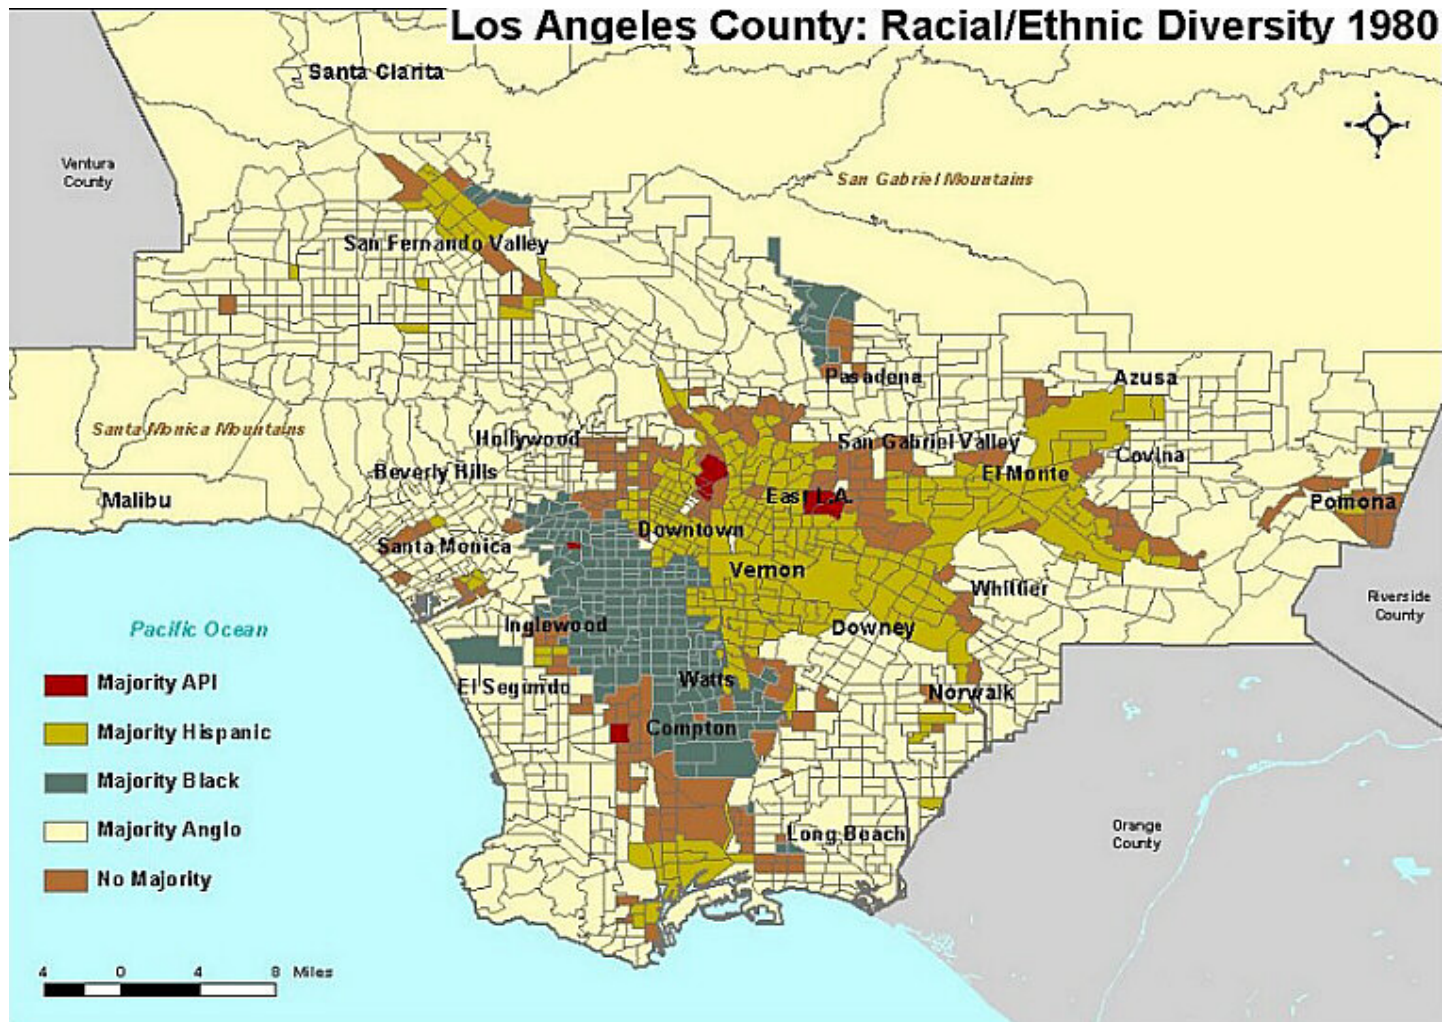 Los Angeles County: Racial/Ethnic Diversity 1980
Santa Clarita
Ventura
County
San Gabriel Mountains
San Fernando Valley
Pasadena
Azusa
Santa Monica Mountains
Hollywood
San Gabriel Valley
Covina
Beverly Hills
El Monte
Malibu
East L.A.
Pomona
Downtown
Santa Monica
Vernon
Whittier
Riverside
County
Pacific Ocean
Inglewood
Downey
Majority API
El Segundo
Watts
Norwalk
Majority Hispanic
Compton
Majority Black
Majority Anglo
Long Beach
Orange
County
No Majority
4 0 4 8 Miles